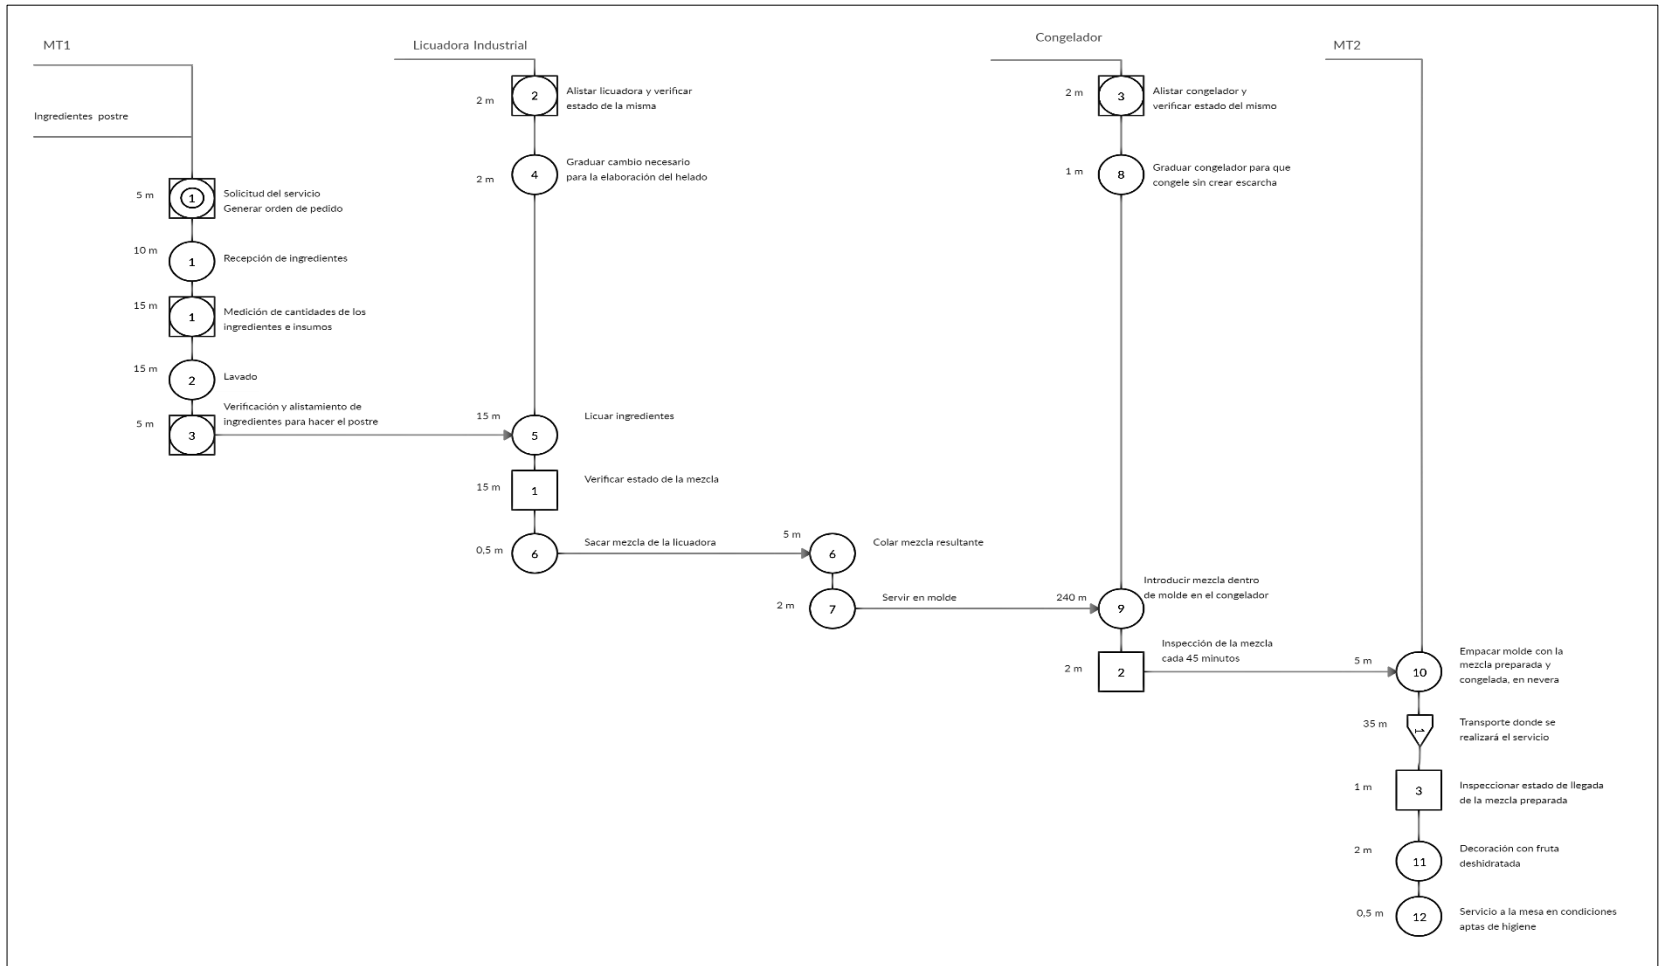 MT1
Ingredientes postre
5 m
1
Solicitud del servicio
Generar orden de pedido
10 m
1
Recepción de ingredientes
15 m
1
Medición de cantidades de los
ingredientes e insumos
15 m
2
Lavado
5 m
3
Verificación y alistamiento de
ingredientes para hacer el postre
Licuadora Industrial
2 m
2
Alistar licuadora y verificar
estado de la misma
2 m
4
Graduar cambio necesario
para la elaboración del helado
15 m
5
Licuar ingredientes
15 m
1
Verificar estado de la mezcla
0,5 m
6
Sacar mezcla de la licuadora
5 m
6
Colar mezcla resultante
2 m
7
Servir en molde
Congelador
2 m
3
Alistar congelador y
verificar estado del mismo
1 m
8
Graduar congelador para que
congele sin crear escarcha
240 m
9
Introducir mezcla dentro
de molde en el congelador
2 m
2
Inspección de la mezcla
cada 45 minutos
MT2
5 m
10
Empacar molde con la
mezcla preparada y
congelada, en nevera
35 m
1
Transporte donde se
realizará el servicio
1 m
3
Inspeccionar estado de llegada
de la mezcla preparada
2 m
11
Decoración con fruta
deshidratada
0,5 m
12
Servicio a la mesa en condiciones
aptas de higiene